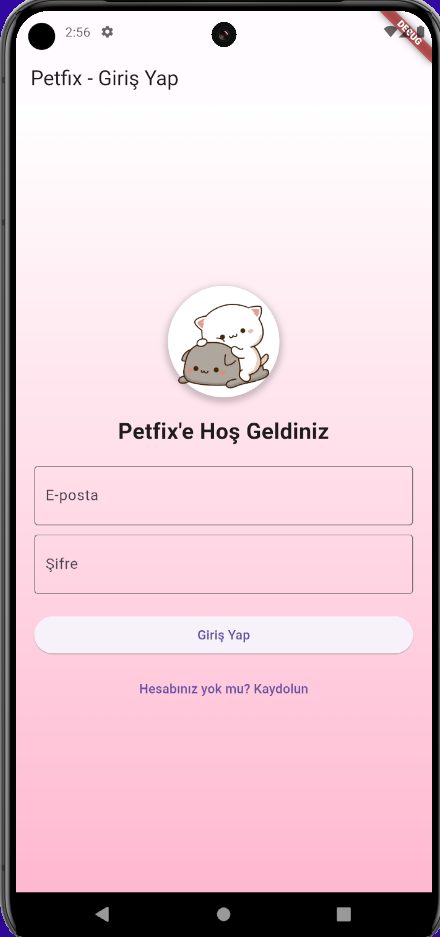 2:56
DEBUG
Petfix - Giriş Yap
Petfix'e Hoş Geldiniz
E-posta
Şifre
Giriş Yap
Hesabınız yok mu? Kaydolun